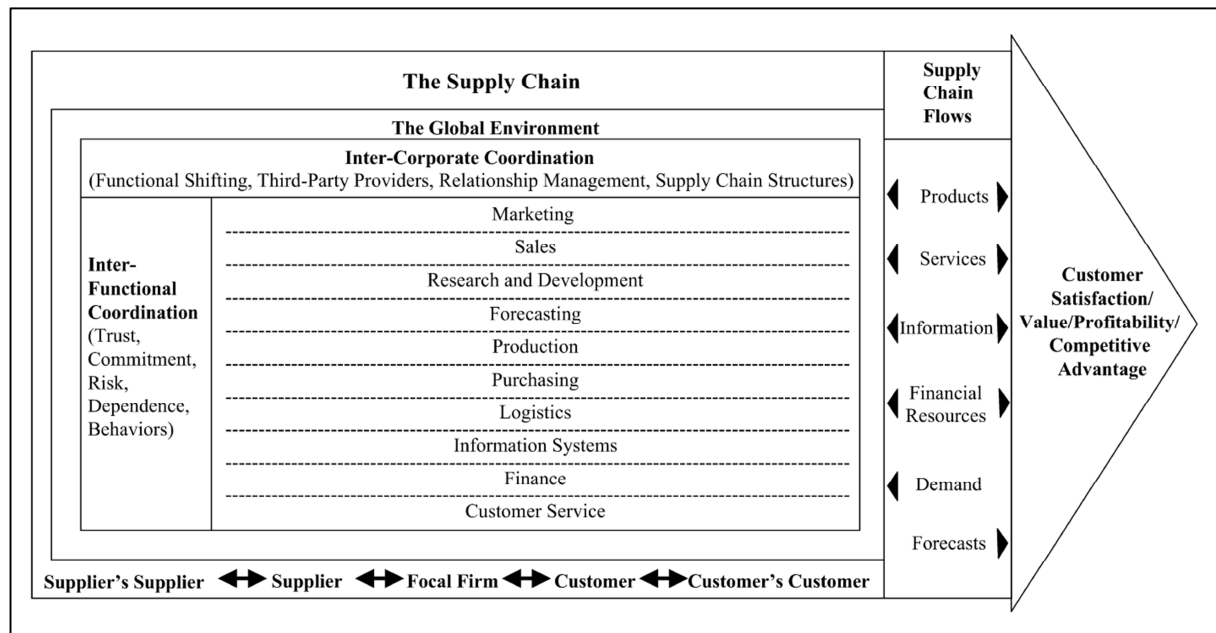 The Supply Chain
The Global Environment
Inter-Corporate Coordination
(Functional Shifting, Third-Party Providers, Relationship Management, Supply Chain Structures)
Inter-
Functional
Coordination
(Trust,
Commitment,
Risk,
Dependence,
Behaviors)
Marketing
Sales
Research and Development
Forecasting
Production
Purchasing
Logistics
Information Systems
Finance
Customer Service
Supplier's Supplier Supplier Focal Firm Customer Customer's Customer
Supply
Chain
Flows
Products
Services
Information
Financial
Resources
Demand
Forecasts
Customer
Satisfaction/
Value/Profitability/
Competitive
Advantage